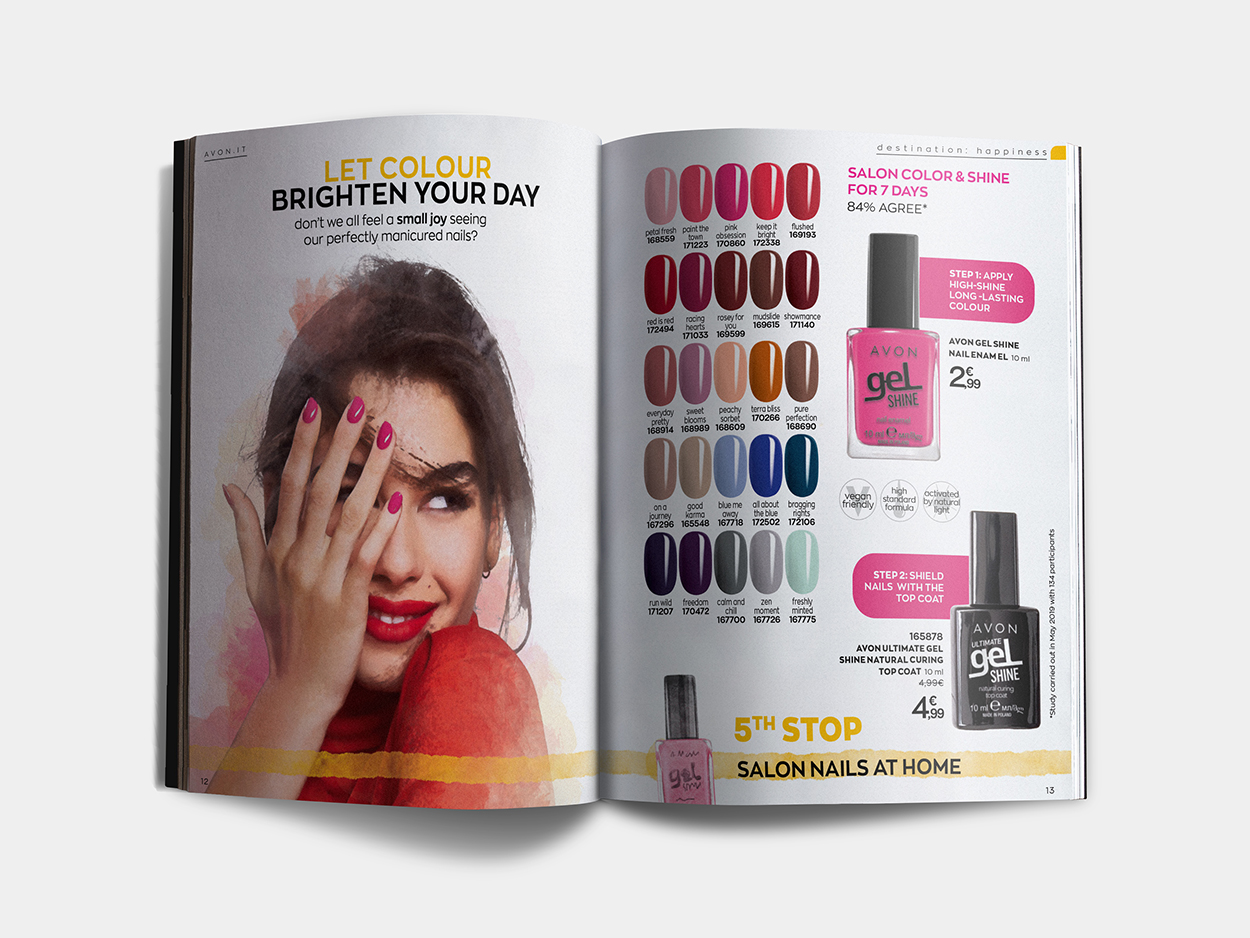 AVON.IT
LET COLOUR
BRIGHTEN YOUR DAY
don't we all feel a small joy seeing
our perfectly manicured nails?
12
destination: happiness
petal fresh
168559
paint the
town
171223
pink
obsession
170860
keep it
bright
172338
flushed
169193
red is red
172494
racing
hearts
171033
rosey for
you
169599
mudslide
169615
showmance
171140
everyday
pretty
168914
sweet
blooms
168989
peachy
sorbet
168609
terra bliss
170266
pure
perfection
168690
on a
journey
167296
good
karma
165548
blue me
away
167718
all about
the blue
172502
bragging
rights
172106
run wild
171207
freedom
170472
calm and
chill
167700
zen
moment
167726
freshly
minted
167775
SALON COLOR & SHINE
FOR 7 DAYS
84% AGREE*
STEP 1: APPLY
HIGH-SHINE
LONG -LASTING
COLOUR
AVON
gel
SHINE
AVON GEL SHINE
NAIL ENAM EL 10 ml
2,99€
vegan
friendly
high
standard
formula
activated
by natural
light
STEP 2: SHIELD
NAILS WITH THE
TOP COAT
165878
AVON ULTIMATE GEL
SHINE NATURAL CURING
TOP COAT 10 ml
4,99€
4,99€
AVON
ULTIMATE
gel
SHINE
natural curing
top coat
10 ml e
MADE IN POLAND
*Study carried out in May 2019 with 134 participants
gel
5TH STOP
SALON NAILS AT HOME
13